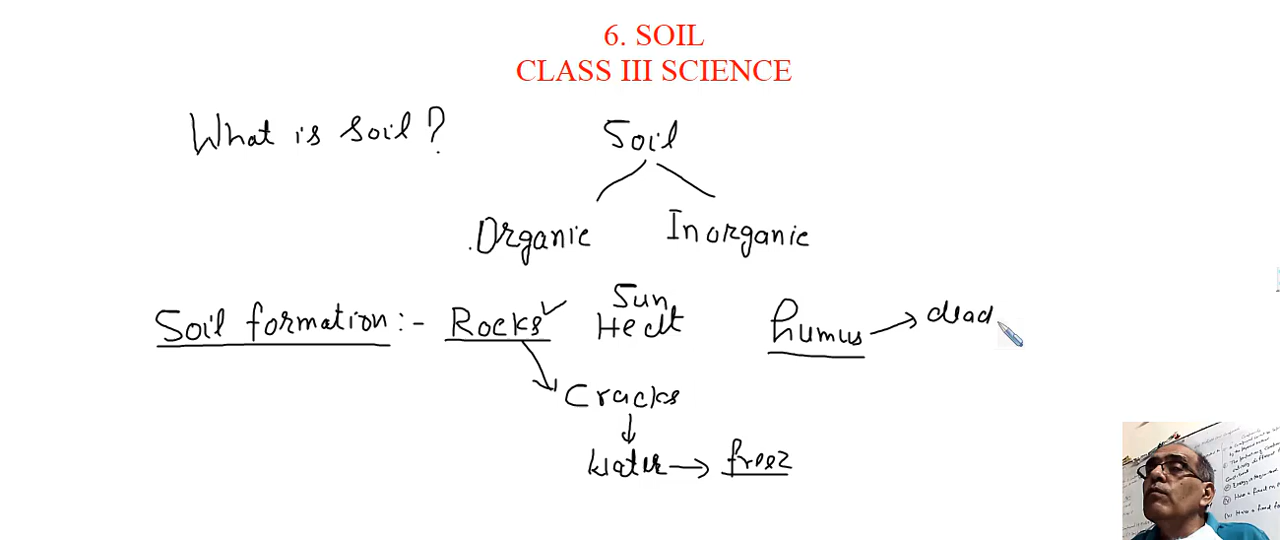 6. SOIL
CLASS III SCIENCE
What is soil?
Soil
Organic Inorganic
Soil formation :- Rocks
Sun
Heat
humus → dead
Cracks
Water → freez